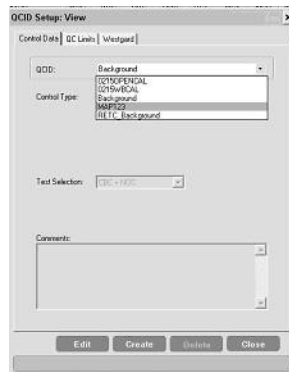 QCID Setup: View
Control Data QC Limits Westgard
QCID: Background
0215OPENCAL
0215WBCAL
Background
MAP123
RETC_Background
Control Type:
Test Selection: CBC + NOC
Comments:
Edit Create Delete Close